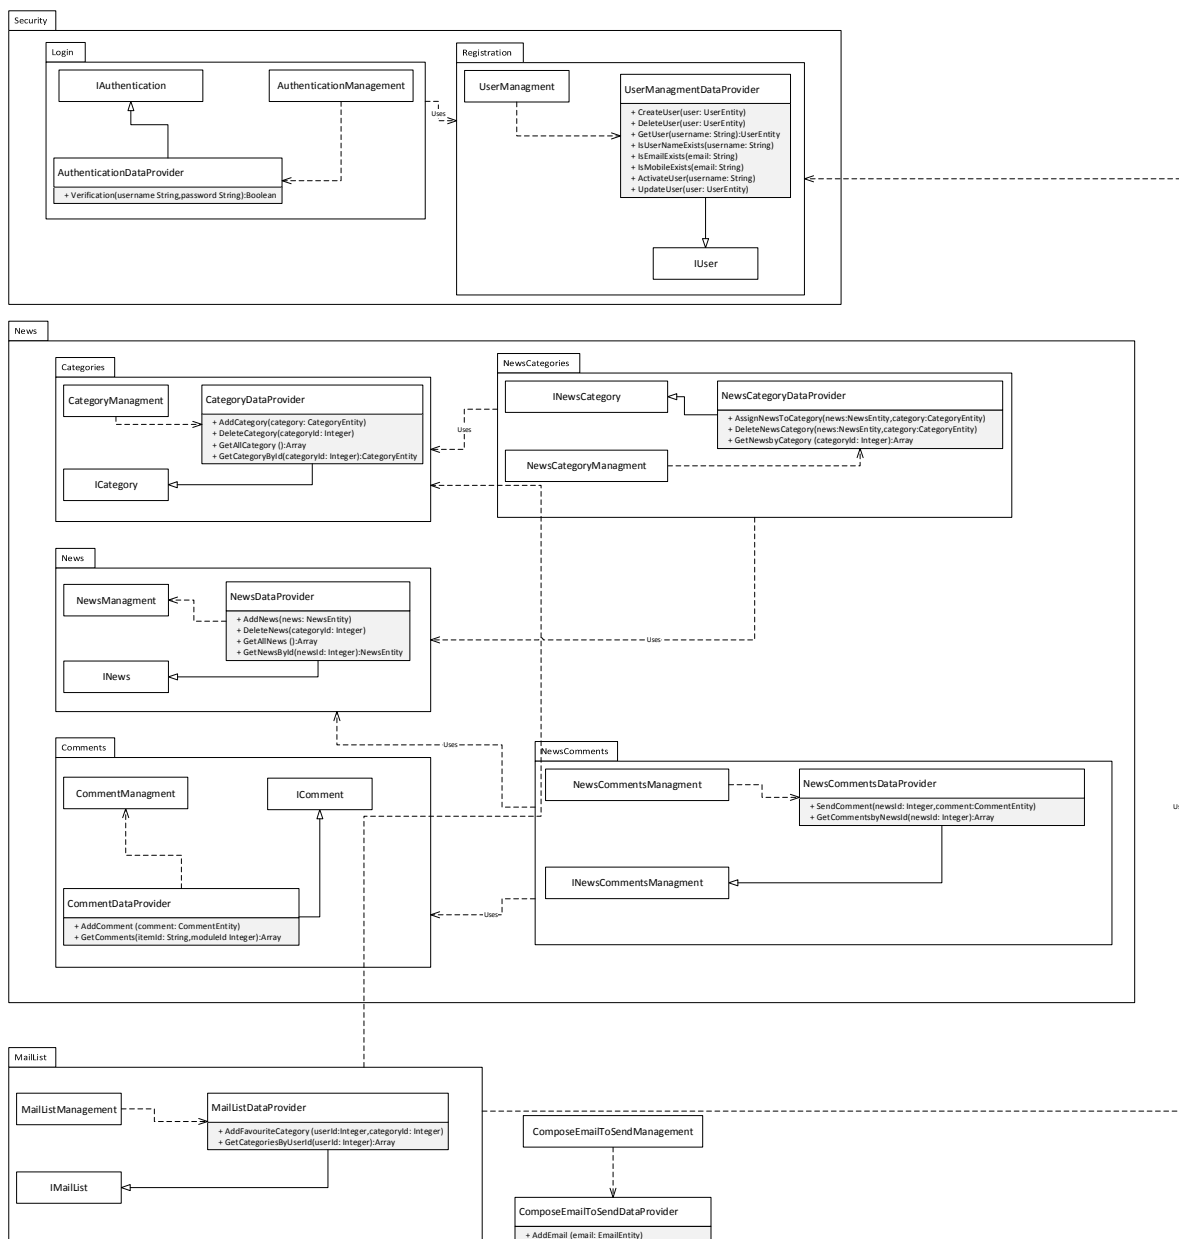 Security
Login
IAuthentication
AuthenticationManagement
AuthenticationDataProvider
+ Verification(username String,password String):Boolean
Uses
Registration
UserManagment
UserManagmentDataProvider
+ CreateUser(user: UserEntity)
+ DeleteUser(user: UserEntity)
+ GetUser(username: String):UserEntity
+ IsUserNameExists(username: String)
+ IsEmailExists(email: String)
+ IsMobileExists(email: String)
+ ActivateUser(username: String)
+ UpdateUser(user: UserEntity)
IUser
News
Categories
CategoryManagment
CategoryDataProvider
+ AddCategory(category: CategoryEntity)
+ DeleteCategory(categoryId: Integer)
+ GetAllCategory ():Array
+ GetCategoryById(categoryId: Integer):CategoryEntity
ICategory
Uses
NewsCategories
INewsCategory
NewsCategoryDataProvider
+ AssignNewsToCategory(news:NewsEntity,category:CategoryEntity)
+ DeleteNewsCategory(news:NewsEntity,category:CategoryEntity)
+ GetNewsbyCategory (categoryId: Integer):Array
NewsCategoryManagment
News
NewsManagment
NewsDataProvider
+ AddNews(news: NewsEntity)
+ DeleteNews(categoryId: Integer)
+ GetAllNews ():Array
+ GetNewsById(newsId: Integer):NewsEntity
INews
Uses
Uses
Comments
CommentManagment
IComment
CommentDataProvider
+ AddComment (comment: CommentEntity)
+ GetComments(itemId: String,moduleId Integer):Array
Uses
NewsComments
NewsCommentsManagment
NewsCommentsDataProvider
+ SendComment(newsId: Integer,comment:CommentEntity)
+ GetCommentsbyNewsId(newsId: Integer):Array
INewsCommentsManagment
MailList
MailListManagement
MailListDataProvider
+ AddFavouriteCategory (userId:Integer,categoryId: Integer)
+ GetCategoriesByUserId(userId: Integer):Array
IMailList
ComposeEmailToSendManagement
ComposeEmailToSendDataProvider
+ AddEmail (email: EmailEntity)